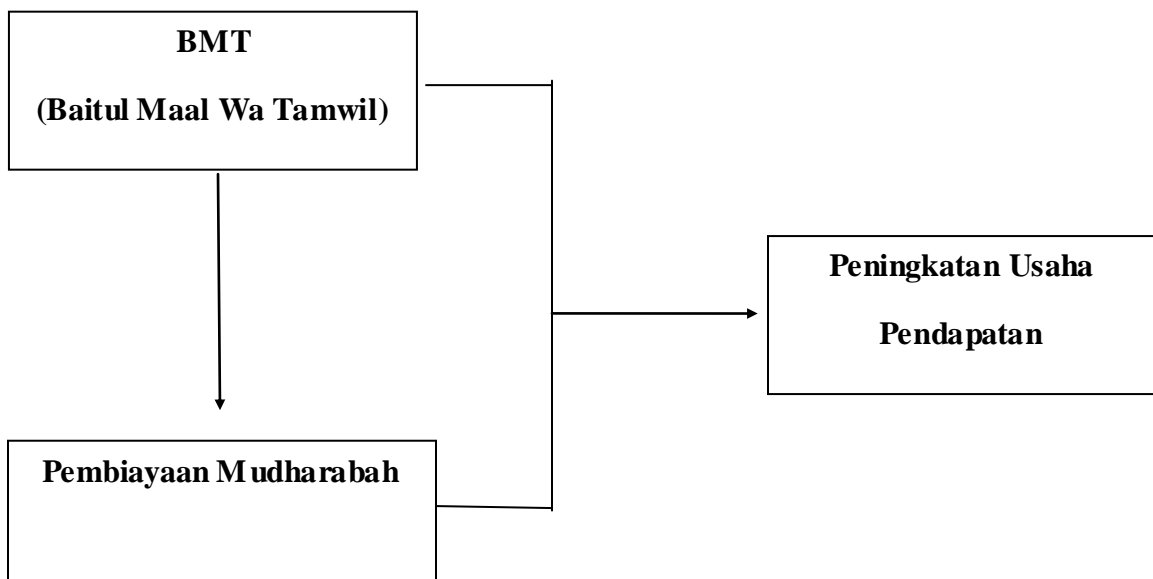 BMT
(Baitul Maal Wa Tamwil)
Peningkatan Usaha
Pendapatan
Pembiayaan Mudharabah